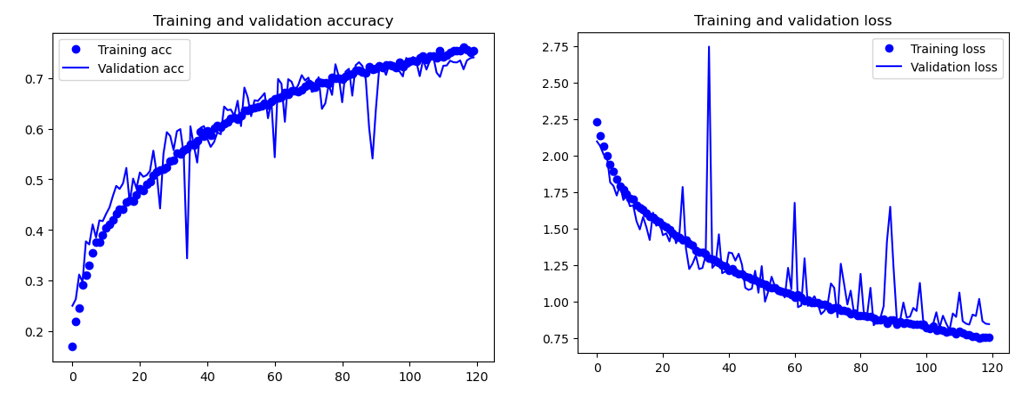 Training and validation accuracy
Training acc
Validation acc
0.7
0.6
0.5
0.4
0.3
0.2
0 20 40 60 80 100 120
Training and validation loss
Training loss
Validation loss
2.75
2.50
2.25
2.00
1.75
1.50
1.25
1.00
0.75
0 20 40 60 80 100 120